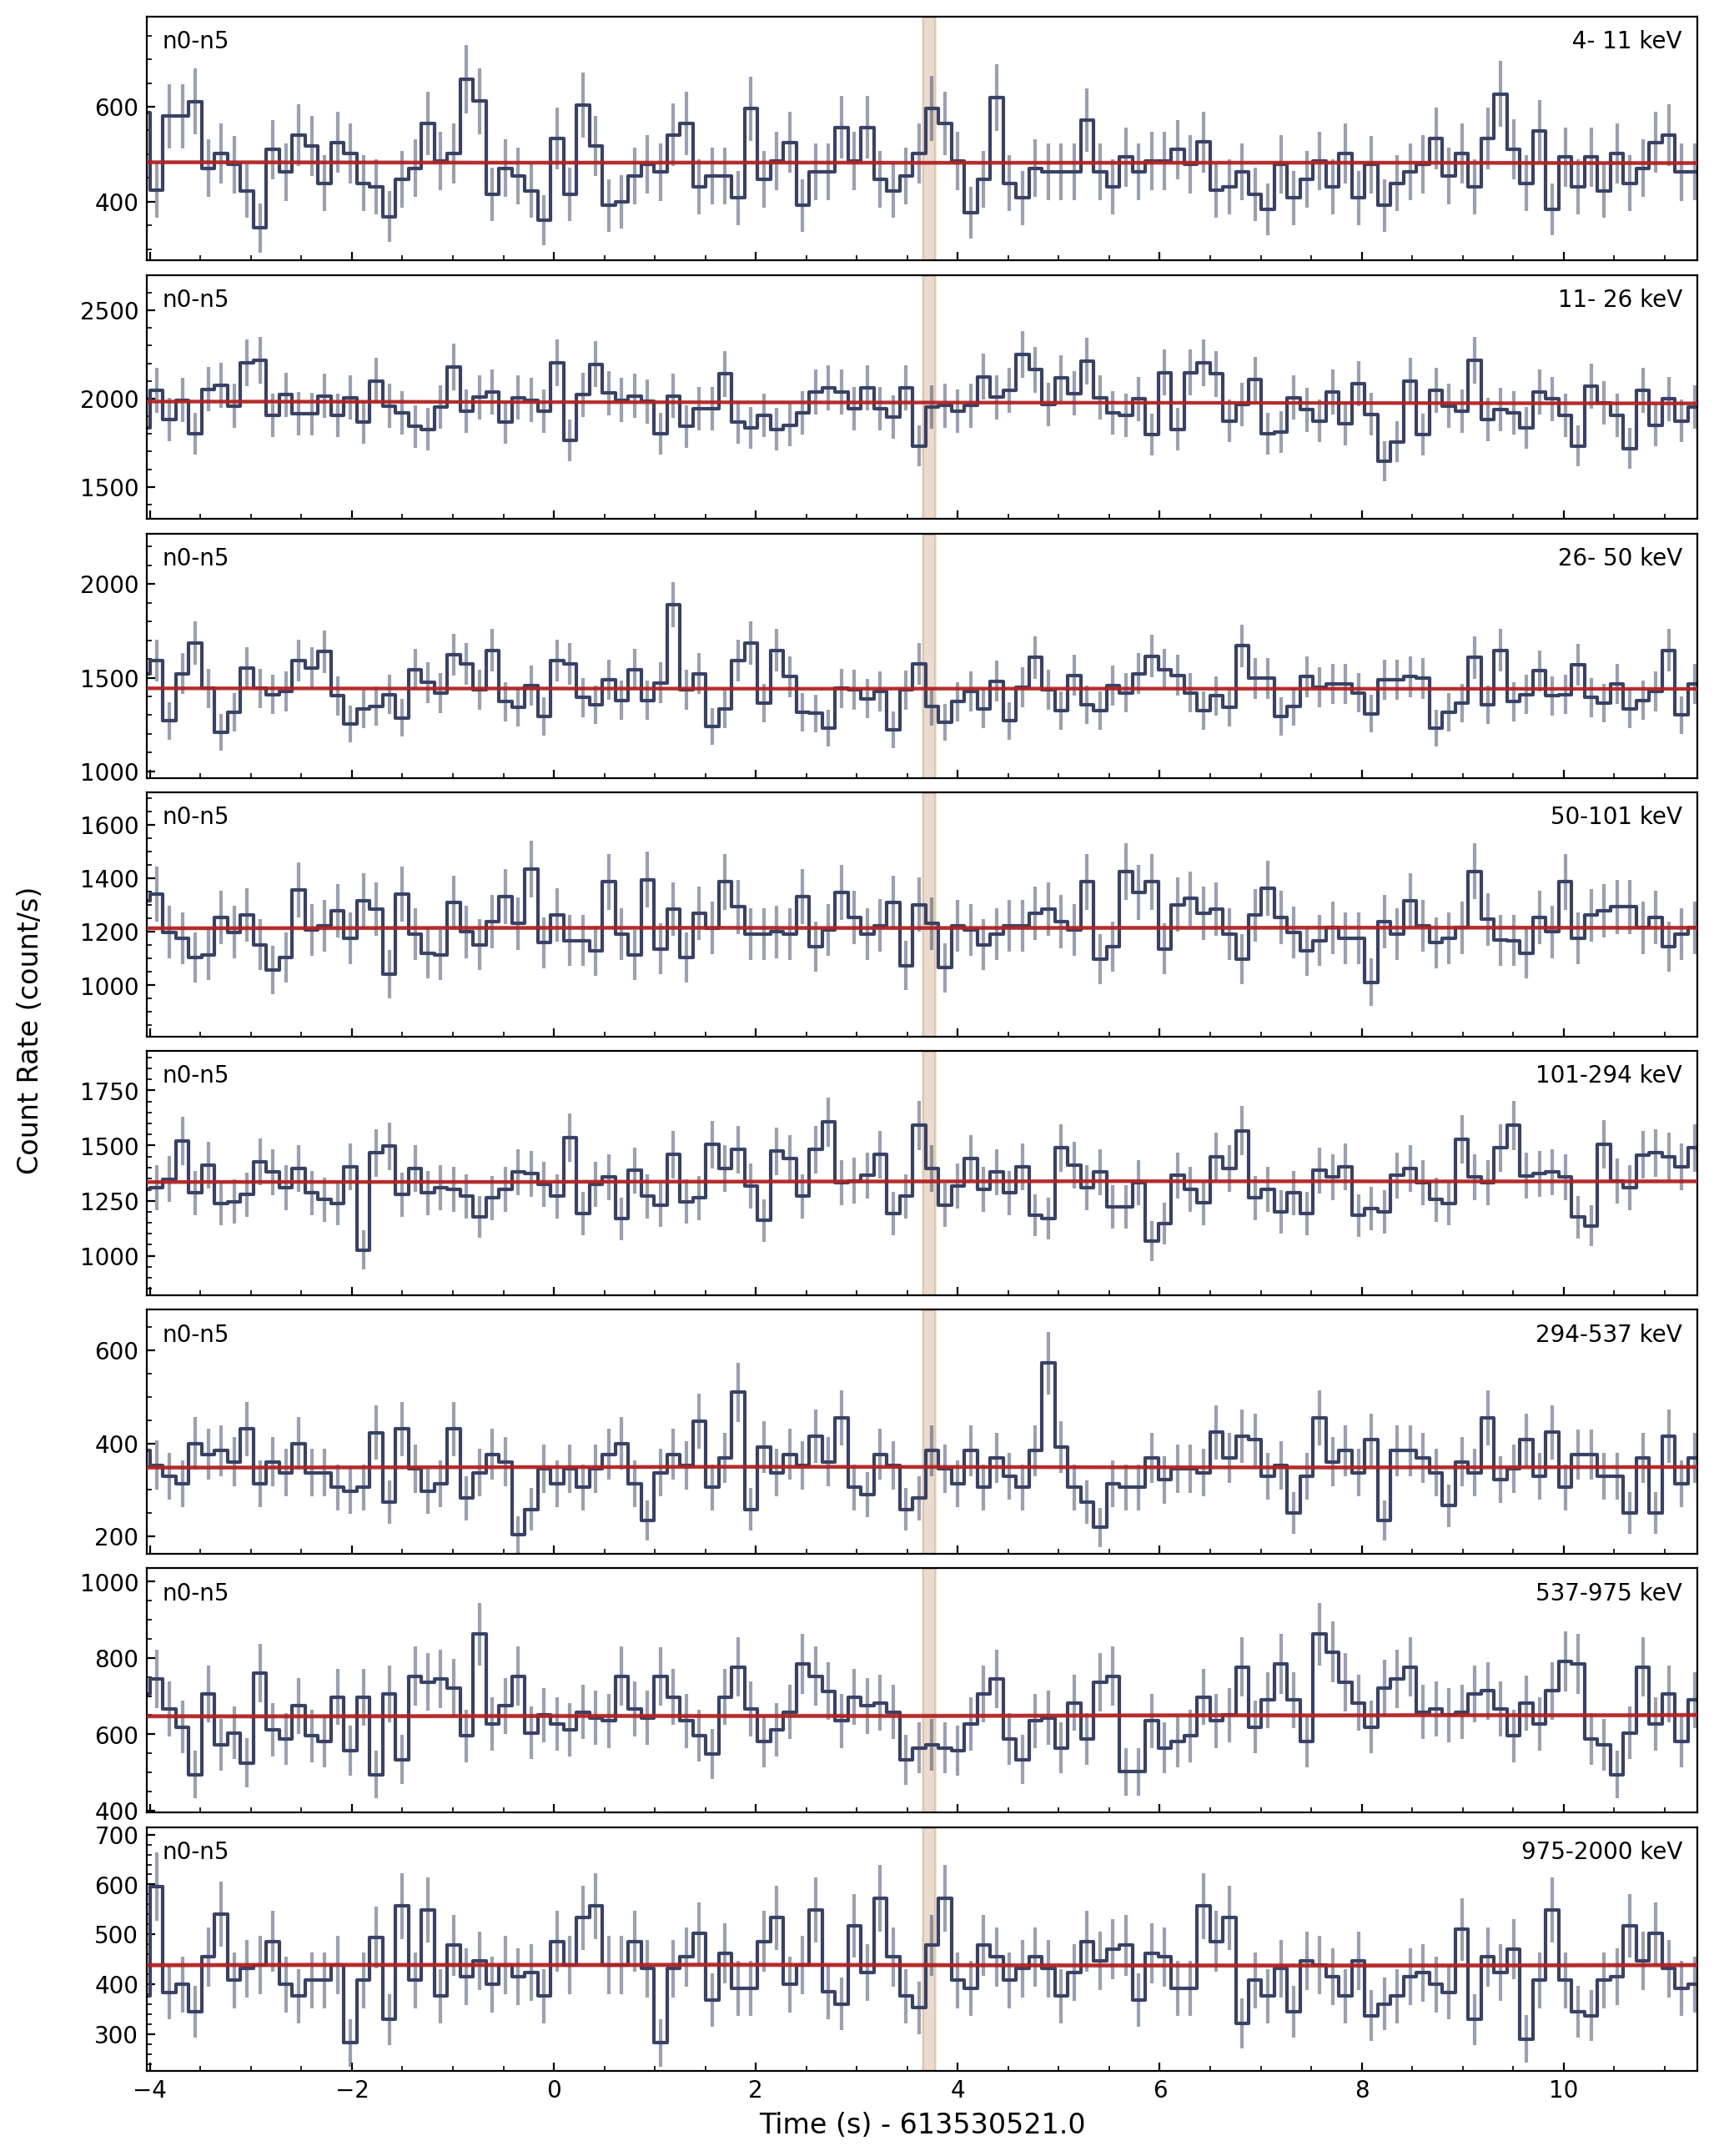 n0-n5 4- 11 keV
600
400
n0-n5 11- 26 keV
2500
2000
1500
n0-n5 26- 50 keV
2000
1500
1000
n0-n5 50-101 keV
1600
1400
1200
1000
n0-n5 101-294 keV
1750
1500
1250
1000
n0-n5 294-537 keV
600
400
200
n0-n5 537-975 keV
1000
800
600
400
n0-n5 975-2000 keV
700
600
500
400
300
−4 −2 0 2 4 6 8 10
Time (s) - 613530521.0
Count Rate (count/s)